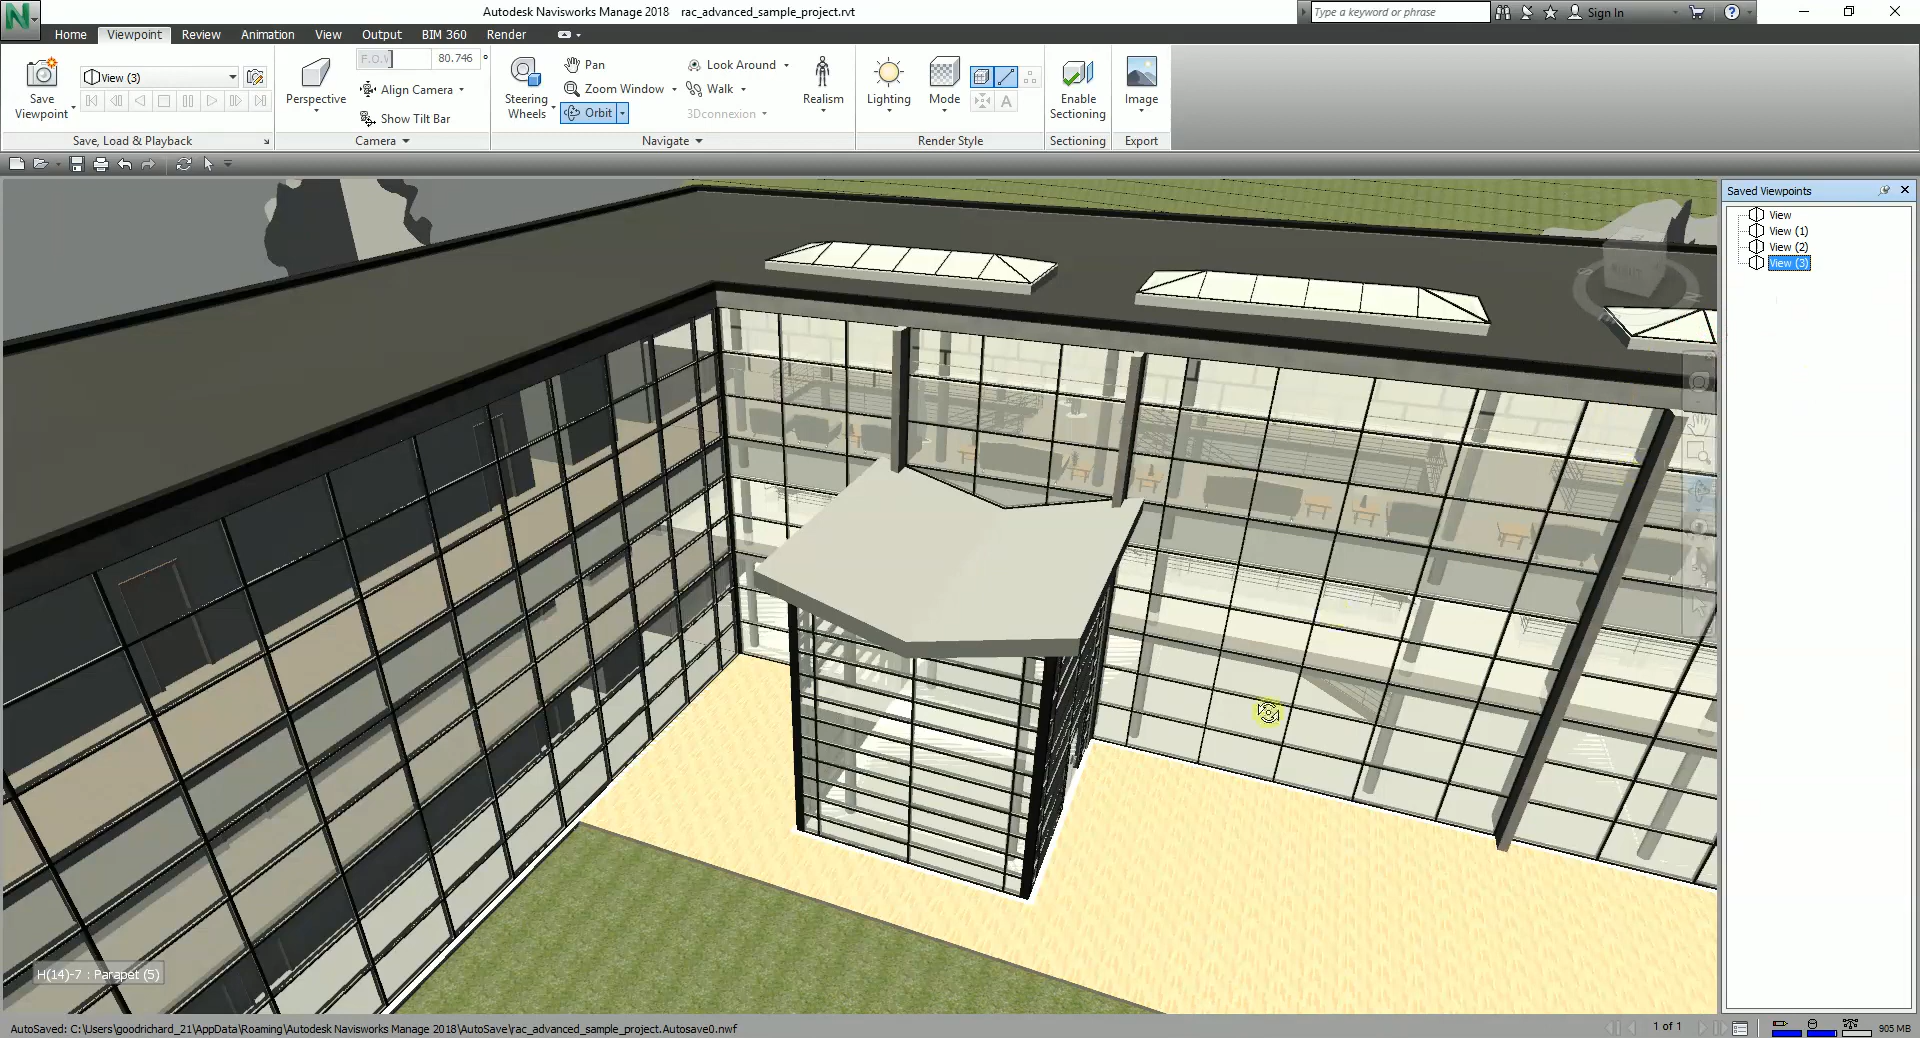 Autodesk Navisworks Manage 2018 rac_advanced_sample_project.rvt
Type a keyword or phrase
Sign In
Home Viewpoint Review Animation View Output BIM 360 Render
Save Viewpoint
View (3)
Save, Load & Playback
Perspective
F.O.V
80.746 °
Align Camera
Show Tilt Bar
Camera
Steering Wheels
Pan
Zoom Window
Orbit
Look Around
Walk
3Dconnexion
Realism
Navigate
Lighting
Mode
A
Render Style
Enable Sectioning
Sectioning
Image
Export
Saved Viewpoints
View
View (1)
View (2)
View (3)
H(14)-7 : Parapet (5)
AutoSaved: C:\Users\goodrichard_21\AppData\Roaming\Autodesk Navisworks Manage 2018\AutoSave\rac_advanced_sample_project.Autosave0.nwf
1 of 1
905 MB